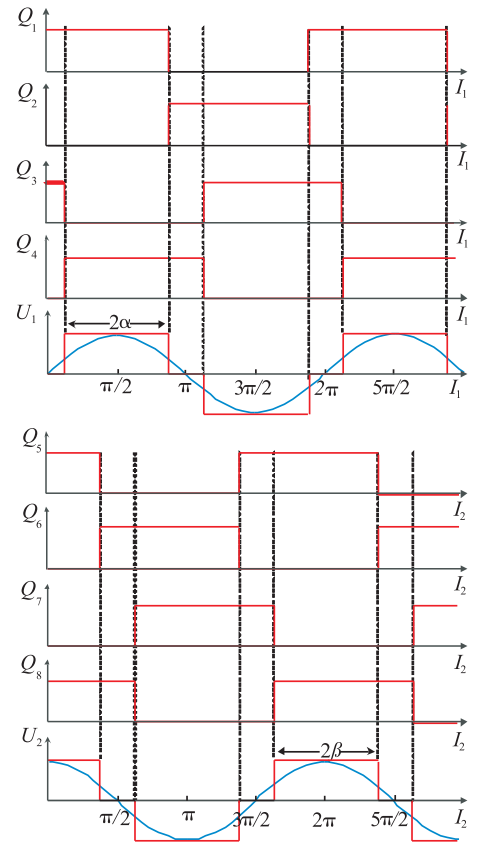 Q₁
I₁
Q₂
I₁
Q₃
I₁
Q₄
I₁
U₁
2α
π/2 π 3π/2 2π 5π/2 I₁
Q₅
I₂
Q₆
I₂
Q₇
I₂
Q₈
I₂
U₂
2β
π/2 π 3π/2 2π 5π/2 I₂